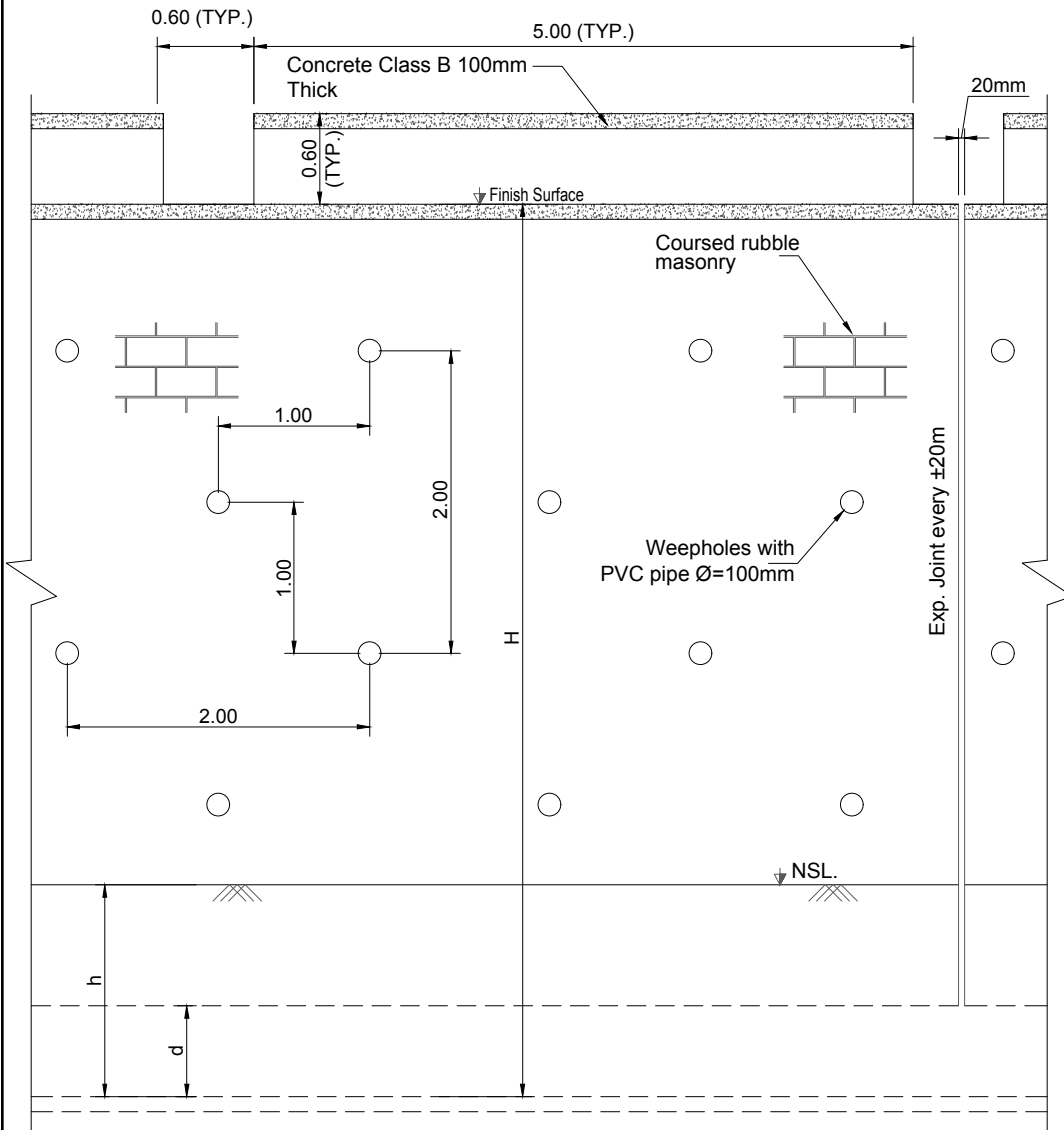 0.60 (TYP.)
5.00 (TYP.)
Concrete Class B 100mm
Thick
20mm
0.60
(TYP.)
Finish Surface
Coursed rubble
masonry
1.00
2.00
1.00
Weepholes with
PVC pipe Ø=100mm
Exp. Joint every ±20m
H
2.00
NSL.
h
d